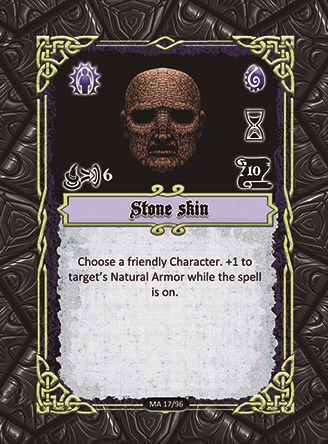 6
10
Stone skin
Choose a friendly Character. +1 to
target's Natural Armor while the spell
is on.
MA 17/96